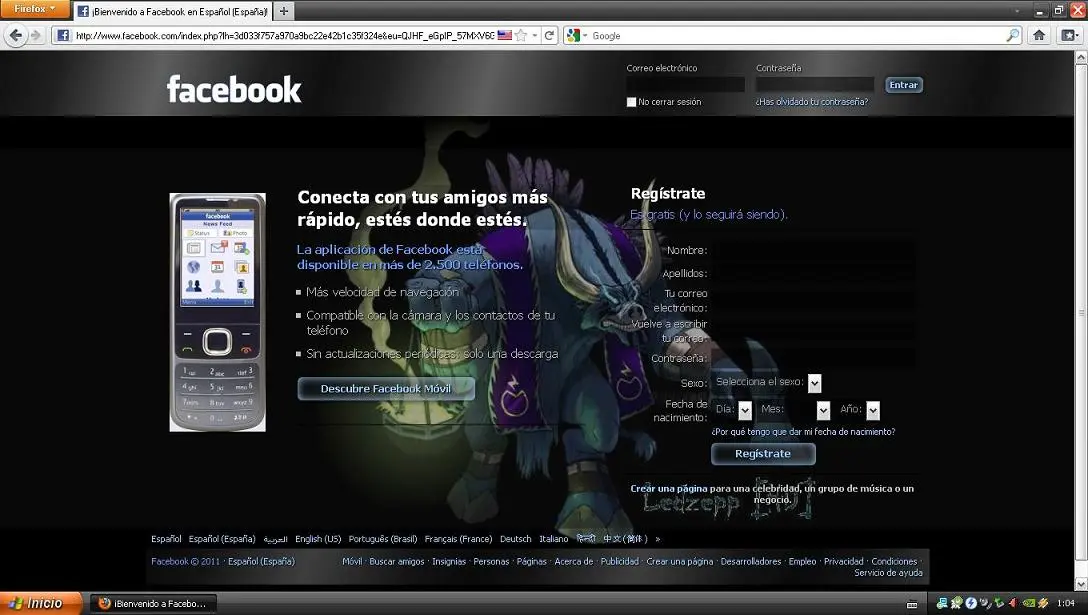 Firefox
¡Bienvenido a Facebook en Español (España)!
http://www.facebook.com/index.php?lh=3d033f757a970a9bc22e42b1c35f324e&eu=QJHF_eGpIP_57MXV6G
Google
facebook
Correo electrónico
Contraseña
Entrar
No cerrar sesión
¿Has olvidado tu contraseña?
facebook
News Feed
Status
Photo
Menu
Exit
Conecta con tus amigos más
rápido, estés donde estés.
La aplicación de Facebook está
disponible en más de 2.500 teléfonos.
Más velocidad de navegación
Compatible con la cámara y los contactos de tu
teléfono
Sin actualizaciones periódicas: solo una descarga
Descubre Facebook Móvil
Regístrate
Es gratis (y lo seguirá siendo).
Nombre:
Apellidos:
Tu correo
electrónico:
Vuelve a escribir
tu correo:
Contraseña:
Sexo: Selecciona el sexo:
Fecha de
nacimiento:
Día: Mes: Año:
¿Por qué tengo que dar mi fecha de nacimiento?
Regístrate
Crear una página para una celebridad, un grupo de música o un
negocio.
Ledzepp [HD]
Español Español (España) العربية English (US) Português (Brasil) Français (France) Deutsch Italiano हिन्दी 中文(简体) »
Facebook © 2011 · Español (España)
Móvil · Buscar amigos · Insignias · Personas · Páginas · Acerca de · Publicidad · Crear una página · Desarrolladores · Empleo · Privacidad · Condiciones ·
Servicio de ayuda
Inicio
¡Bienvenido a Facebo...
1:04